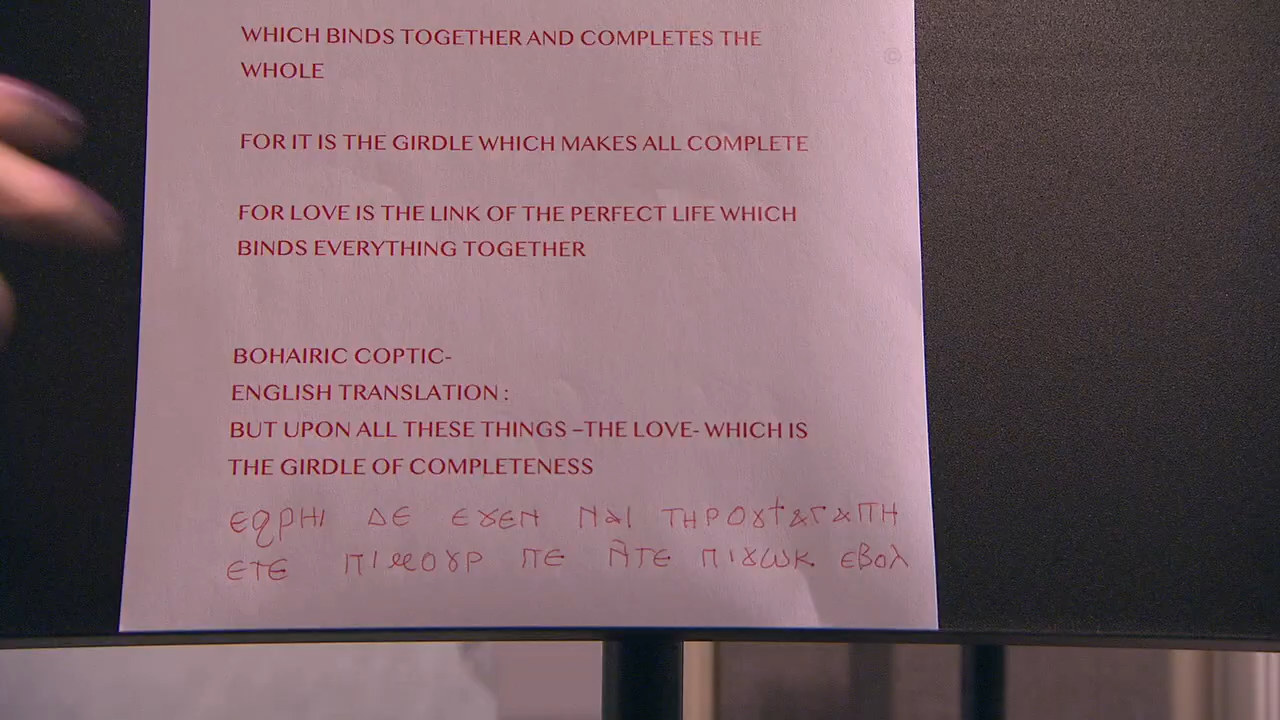 WHICH BINDS TOGETHER AND COMPLETES THE
WHOLE
FOR IT IS THE GIRDLE WHICH MAKES ALL COMPLETE
FOR LOVE IS THE LINK OF THE PERFECT LIFE WHICH
BINDS EVERYTHING TOGETHER
BOHAIRIC COPTIC-
ENGLISH TRANSLATION :
BUT UPON ALL THESE THINGS –THE LOVE- WHICH IS
THE GIRDLE OF COMPLETENESS
ⲉϩⲣⲏⲓ ⲇⲉ ⲉϫⲉⲛ ⲛⲁⲓ ⲧⲏⲣⲟⲩϯⲁⲅⲁⲡⲏ
ⲉⲧⲉ ⲡⲓⲙⲟⲩⲣ ⲡⲉ ⲛ̀ⲧⲉ ⲡⲓϫⲱⲕ ⲉⲃⲟⲗ